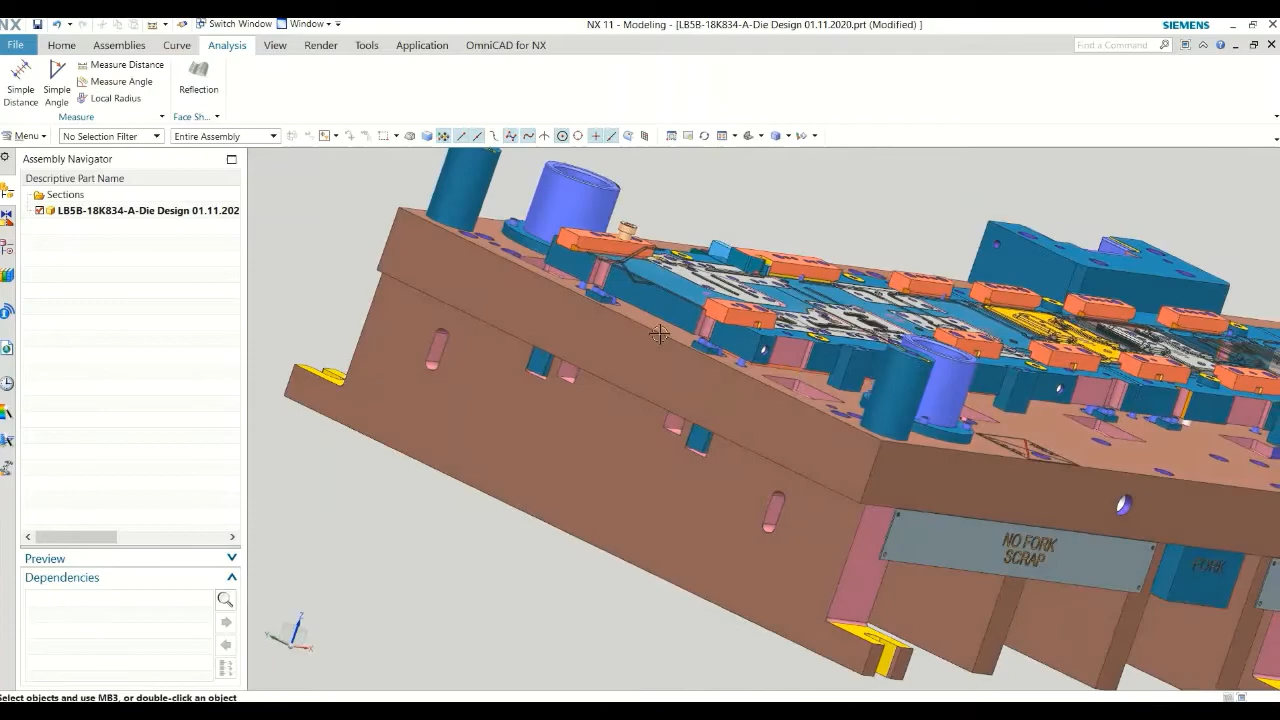 NX
Switch Window
Window
NX 11 - Modeling - [LB5B-18K834-A-Die Design 01.11.2020.prt (Modified) ]
SIEMENS
File
Home
Assemblies
Curve
Analysis
View
Render
Tools
Application
OmniCAD for NX
Find a Command
Simple
Distance
Simple
Angle
Measure Distance
Measure Angle
Local Radius
Reflection
Measure
Face Sh...
Menu
No Selection Filter
Entire Assembly
Assembly Navigator
Descriptive Part Name
Sections
LB5B-18K834-A-Die Design 01.11.202
Preview
Dependencies
NO FORK
SCRAP
FORK
Z
Y
X
Select objects and use MB3, or double-click an object